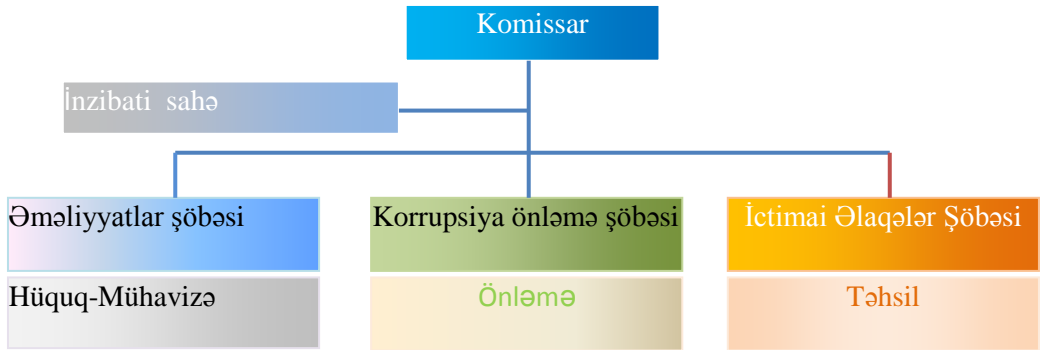 Komissar
İnzibati sahə
Əməliyyatlar şöbəsi
Korrupsiya önləmə şöbəsi
İctimai Əlaqələr Şöbəsi
Hüquq-Mühavizə
Önləmə
Təhsil